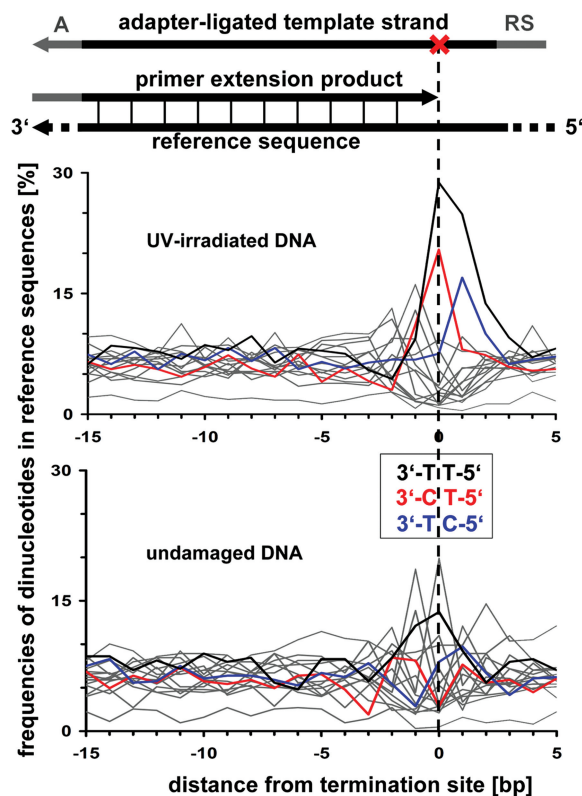 A adapter-ligated template strand RS
primer extension product
3‘ reference sequence 5‘
frequencies of dinucleotides in reference sequences [%]
30
UV-irradiated DNA
15
0
-15 -10 -5 0 5
30
3‘-T T-5‘
3‘-C T-5‘
3‘-T C-5‘
undamaged DNA
15
0
-15 -10 -5 0 5
distance from termination site [bp]